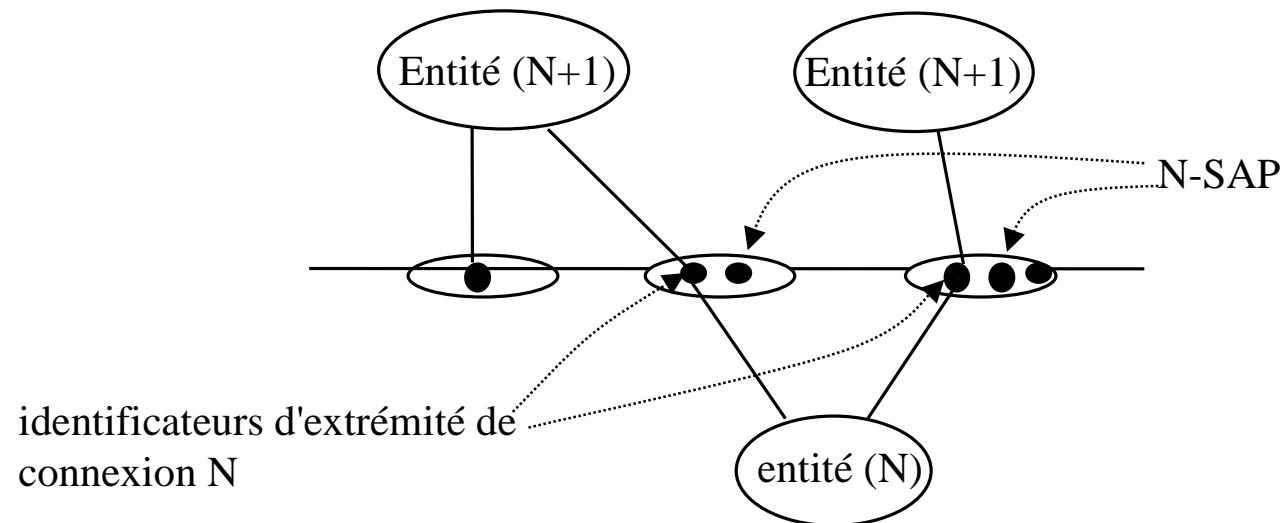 Entité (N+1)
Entité (N+1)
N-SAP
identificateurs d'extrémité de
connexion N
entité (N)